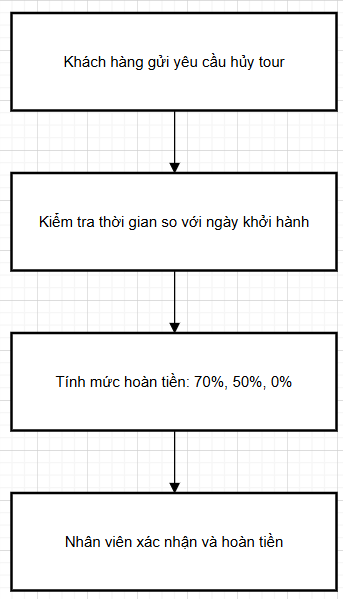 Khách hàng gửi yêu cầu hủy tour
Kiểm tra thời gian so với ngày khởi hành
Tính mức hoàn tiền: 70%, 50%, 0%
Nhân viên xác nhận và hoàn tiền